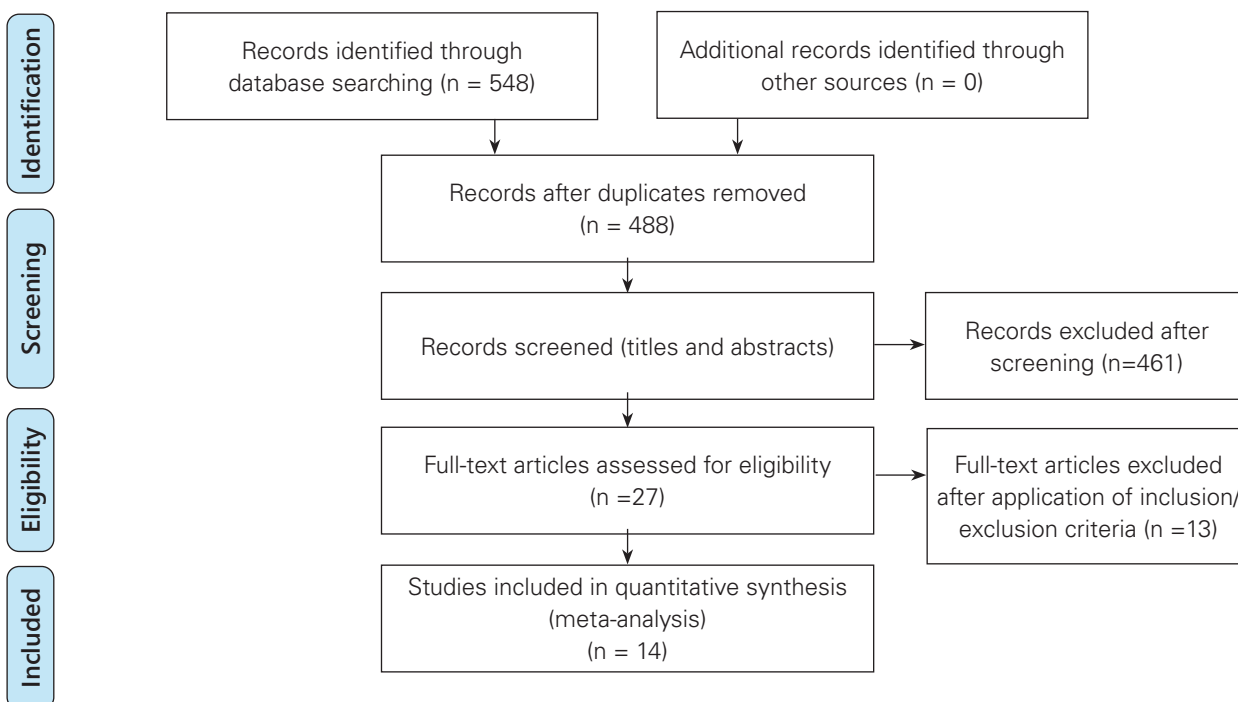 Identification
Records identified through
database searching (n = 548)
Additional records identified through
other sources (n = 0)
Records after duplicates removed
(n = 488)
Screening
Records screened (titles and abstracts)
Records excluded after
screening (n=461)
Eligibility
Full-text articles assessed for eligibility
(n =27)
Full-text articles excluded
after application of inclusion/
exclusion criteria (n =13)
Included
Studies included in quantitative synthesis
(meta-analysis)
(n = 14)